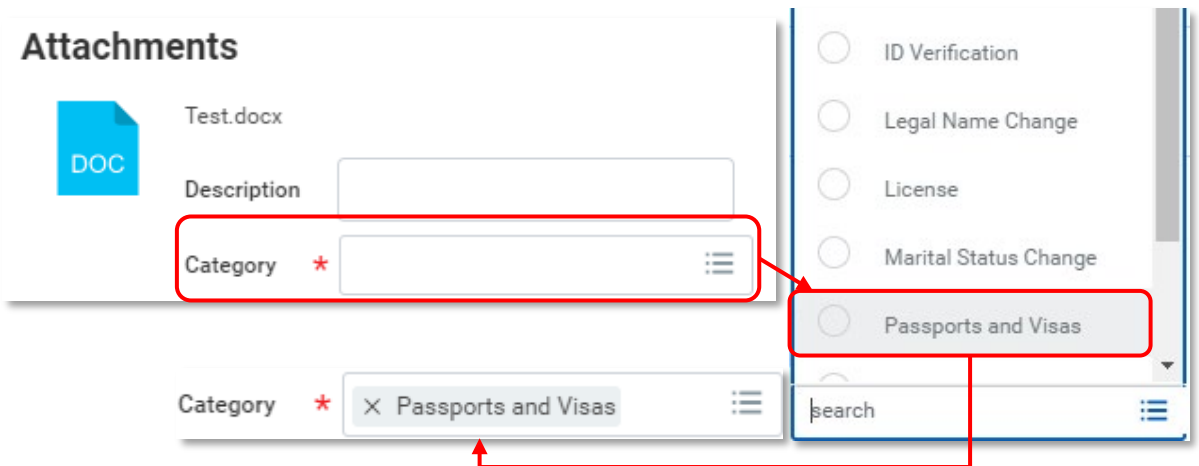 Attachments
Test.docx
DOC
Description
Category *
ID Verification
Legal Name Change
License
Marital Status Change
Passports and Visas
search
Category * × Passports and Visas